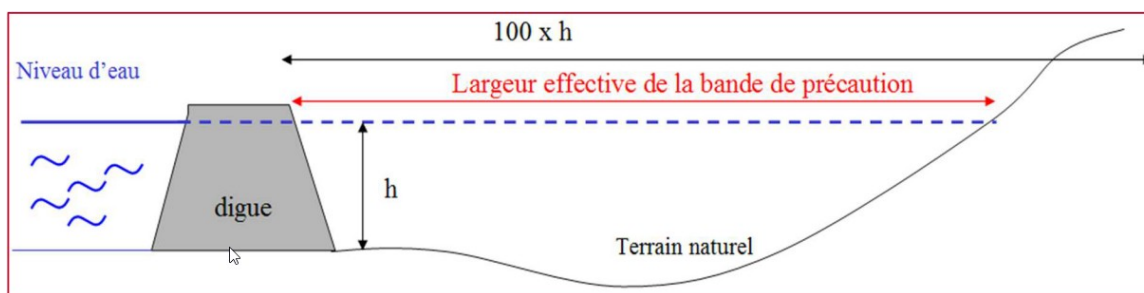 100 x h
Niveau d'eau
Largeur effective de la bande de précaution
h
digue
Terrain naturel